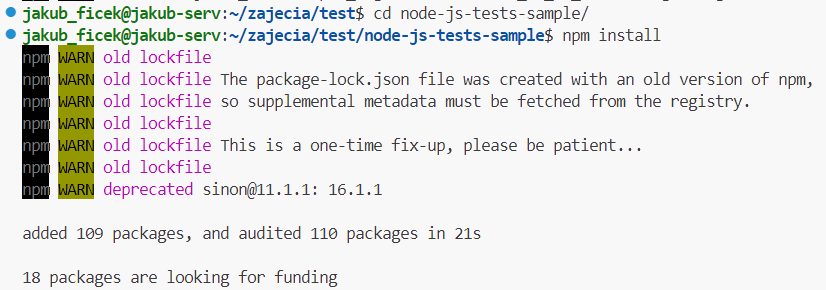 jakub_ficek@jakub-serv:~/zajecia/test$ cd node-js-tests-sample/
jakub_ficek@jakub-serv:~/zajecia/test/node-js-tests-sample$ npm install
npm WARN old lockfile
npm WARN old lockfile The package-lock.json file was created with an old version of npm,
npm WARN old lockfile so supplemental metadata must be fetched from the registry.
npm WARN old lockfile
npm WARN old lockfile This is a one-time fix-up, please be patient...
npm WARN old lockfile
npm WARN deprecated sinon@11.1.1: 16.1.1
added 109 packages, and audited 110 packages in 21s
18 packages are looking for funding